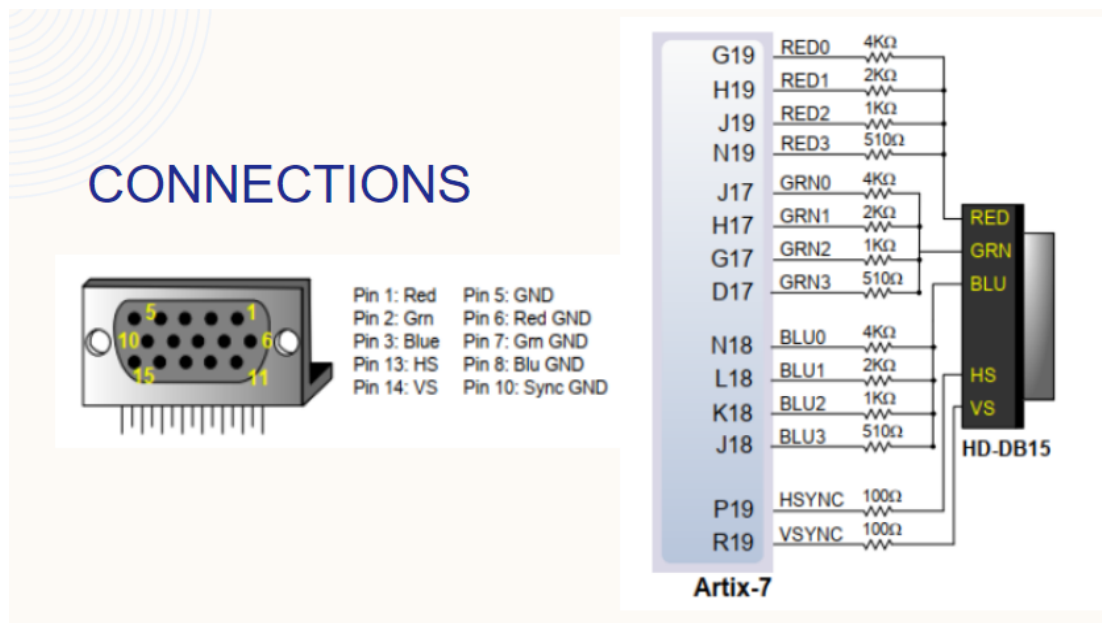 CONNECTIONS
5
1
10
6
15
11
Pin 1: Red Pin 5: GND
Pin 2: Grn Pin 6: Red GND
Pin 3: Blue Pin 7: Grn GND
Pin 13: HS Pin 8: Blu GND
Pin 14: VS Pin 10: Sync GND
G19 RED0 4KΩ
H19 RED1 2KΩ
J19 RED2 1KΩ
N19 RED3 510Ω
J17 GRN0 4KΩ
H17 GRN1 2KΩ
G17 GRN2 1KΩ
D17 GRN3 510Ω
N18 BLU0 4KΩ
L18 BLU1 2KΩ
K18 BLU2 1KΩ
J18 BLU3 510Ω
P19 HSYNC 100Ω
R19 VSYNC 100Ω
Artix-7
RED
GRN
BLU
HS
VS
HD-DB15